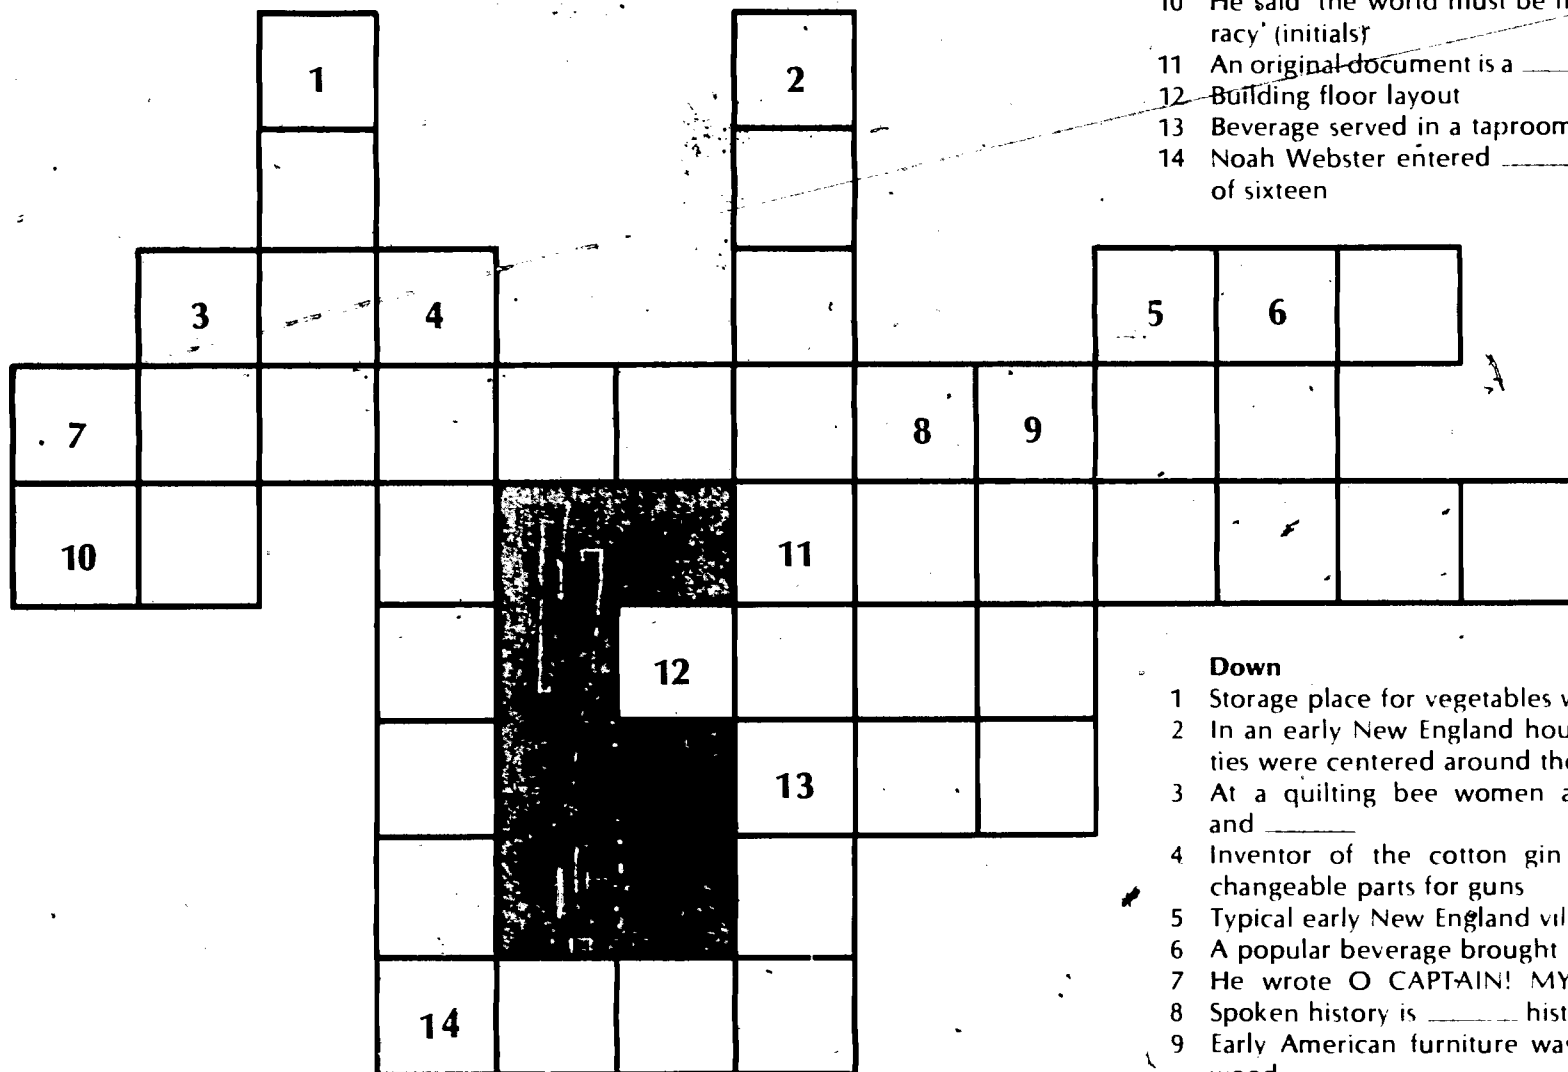 1
2
3
4
5
6
7
8
9
10
11
12
13
14
10 He said 'the world must be
racy' (initials)
11 An original document is a ____
12 Building floor layout
13 Beverage served in a taproom
14 Noah Webster entered ____
of sixteen
Down
1 Storage place for vegetables
2 In an early New England hou
ties were centered around the
3 At a quilting bee women
and ____
4 Inventor of the cotton gin
changeable parts for guns
5 Typical early New England vil
6 A popular beverage brought
7 He wrote O CAPTAIN! MY
8 Spoken history is ____ hist
9 Early American furniture wa